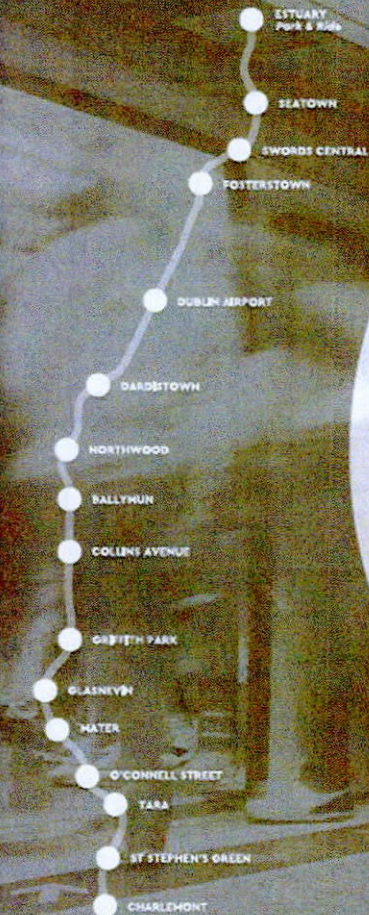 ESTUARY
Park & Ride
SEATOWN
SWORDS CENTRAL
FOSTERSTOWN
DUBLIN AIRPORT
DARDISTOWN
NORTHWOOD
BALLYMUN
COLLINS AVENUE
GRIFFITH PARK
GLASNEVIN
MATER
O'CONNELL STREET
TARA
ST STEPHEN'S GREEN
CHARLEMONT